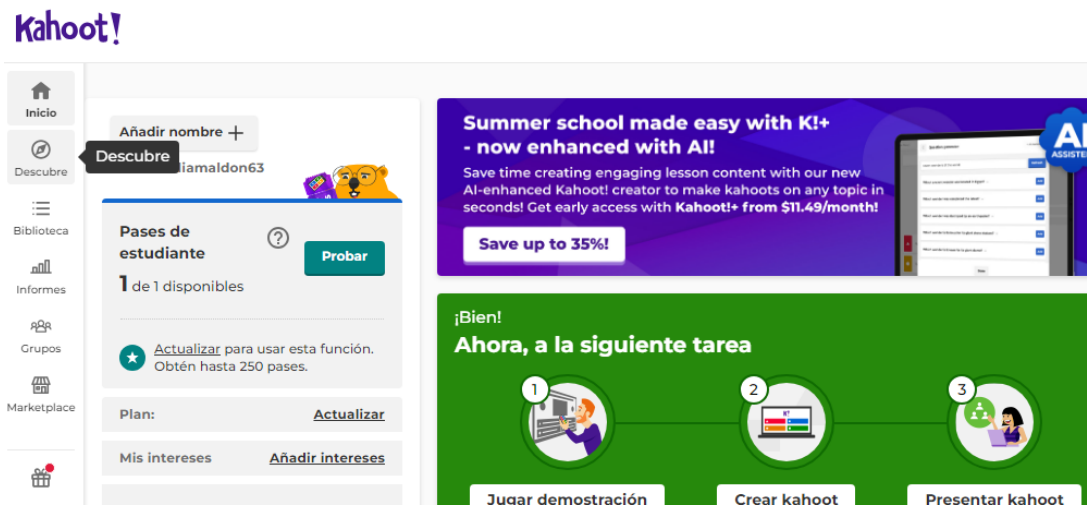 Kahoot!
Inicio
Descubre
Descubre
Biblioteca
Informes
Grupos
Marketplace
Añadir nombre +
liamaldon63
Pases de
estudiante
?
Probar
1 de 1 disponibles
Actualizar para usar esta función.
Obtén hasta 250 pases.
Plan:
Actualizar
Mis intereses
Añadir intereses
Summer school made easy with K!+
- now enhanced with AI!
Save time creating engaging lesson content with our new
AI-enhanced Kahoot! creator to make kahoots on any topic in
seconds! Get early access with Kahoot!+ from $11.49/month!
Save up to 35%!
AI
ASSISTE
¡Bien!
Ahora, a la siguiente tarea
1
2
3
K!
Jugar demostración
Crear kahoot
Presentar kahoot